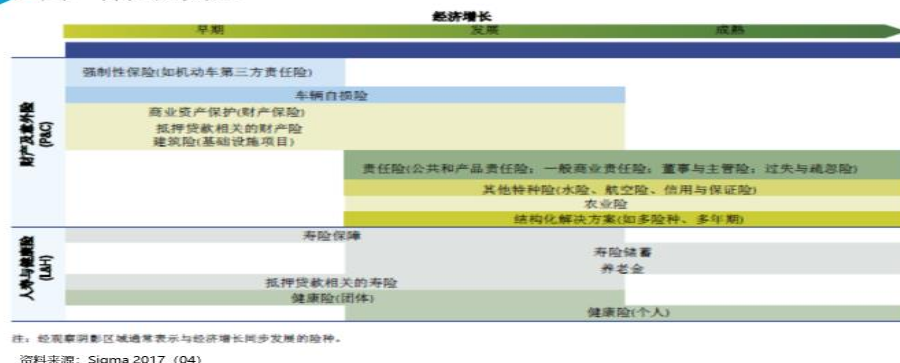 经济增长
早期 发展 成熟
财产及意外险
(P&C)
强制性保险(如机动车第三方责任险)
车辆自损险
商业资产保护(财产保险)
抵押贷款相关的财产险
建筑险(基础设施项目)
责任险(公共和产品责任险；一般商业责任险；董事与主管险；过失与疏忽险)
其他特种险(水险、航空险、信用与保证险)
农业险
结构化解决方案(如多险种、多年期)
人寿与健康险
(L&H)
寿险保障
寿险储蓄
养老金
抵押贷款相关的寿险
健康险(团体)
健康险(个人)
注：经观察阴影区域通常表示与经济增长同步发展的险种。
资料来源：Sigma 2017（04）